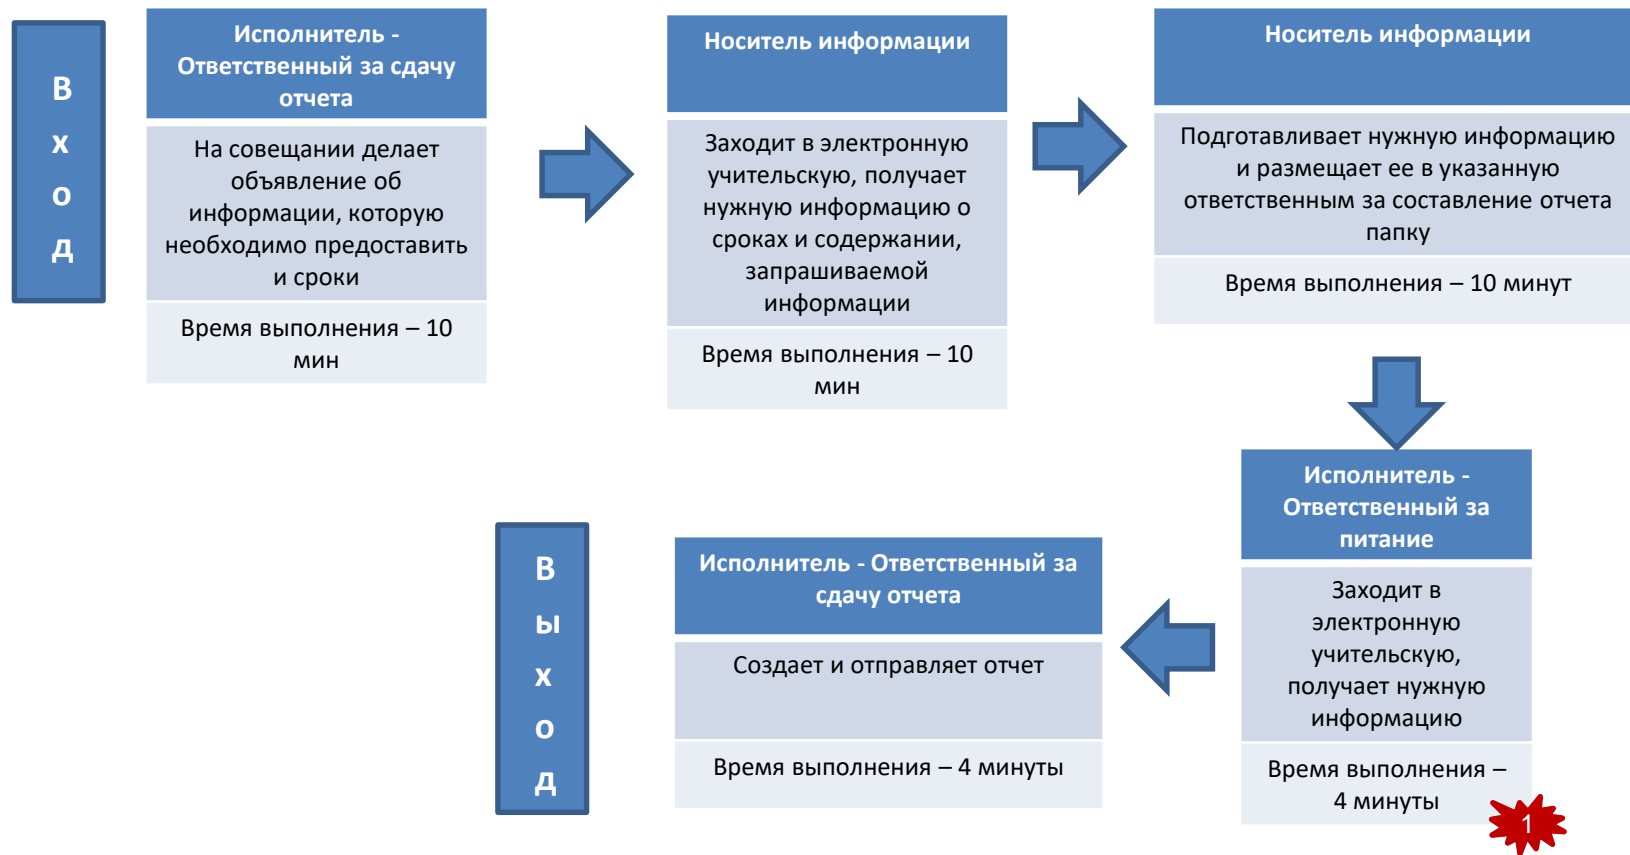 В
х
о
д
Исполнитель -
Ответственный за сдачу
отчета
На совещании делает
объявление об
информации, которую
необходимо предоставить
и сроки
Время выполнения – 10
мин
Носитель информации
Заходит в электронную
учительскую, получает
нужную информацию о
сроках и содержании,
запрашиваемой
информации
Время выполнения – 10
мин
Носитель информации
Подготавливает нужную информацию
и размещает ее в указанную
ответственным за составление отчета
папку
Время выполнения – 10 минут
Исполнитель -
Ответственный за
питание
Заходит в
электронную
учительскую,
получает нужную
информацию
Время выполнения –
4 минуты
1
Исполнитель - Ответственный за
сдачу отчета
Создает и отправляет отчет
Время выполнения – 4 минуты
В
ы
х
о
д